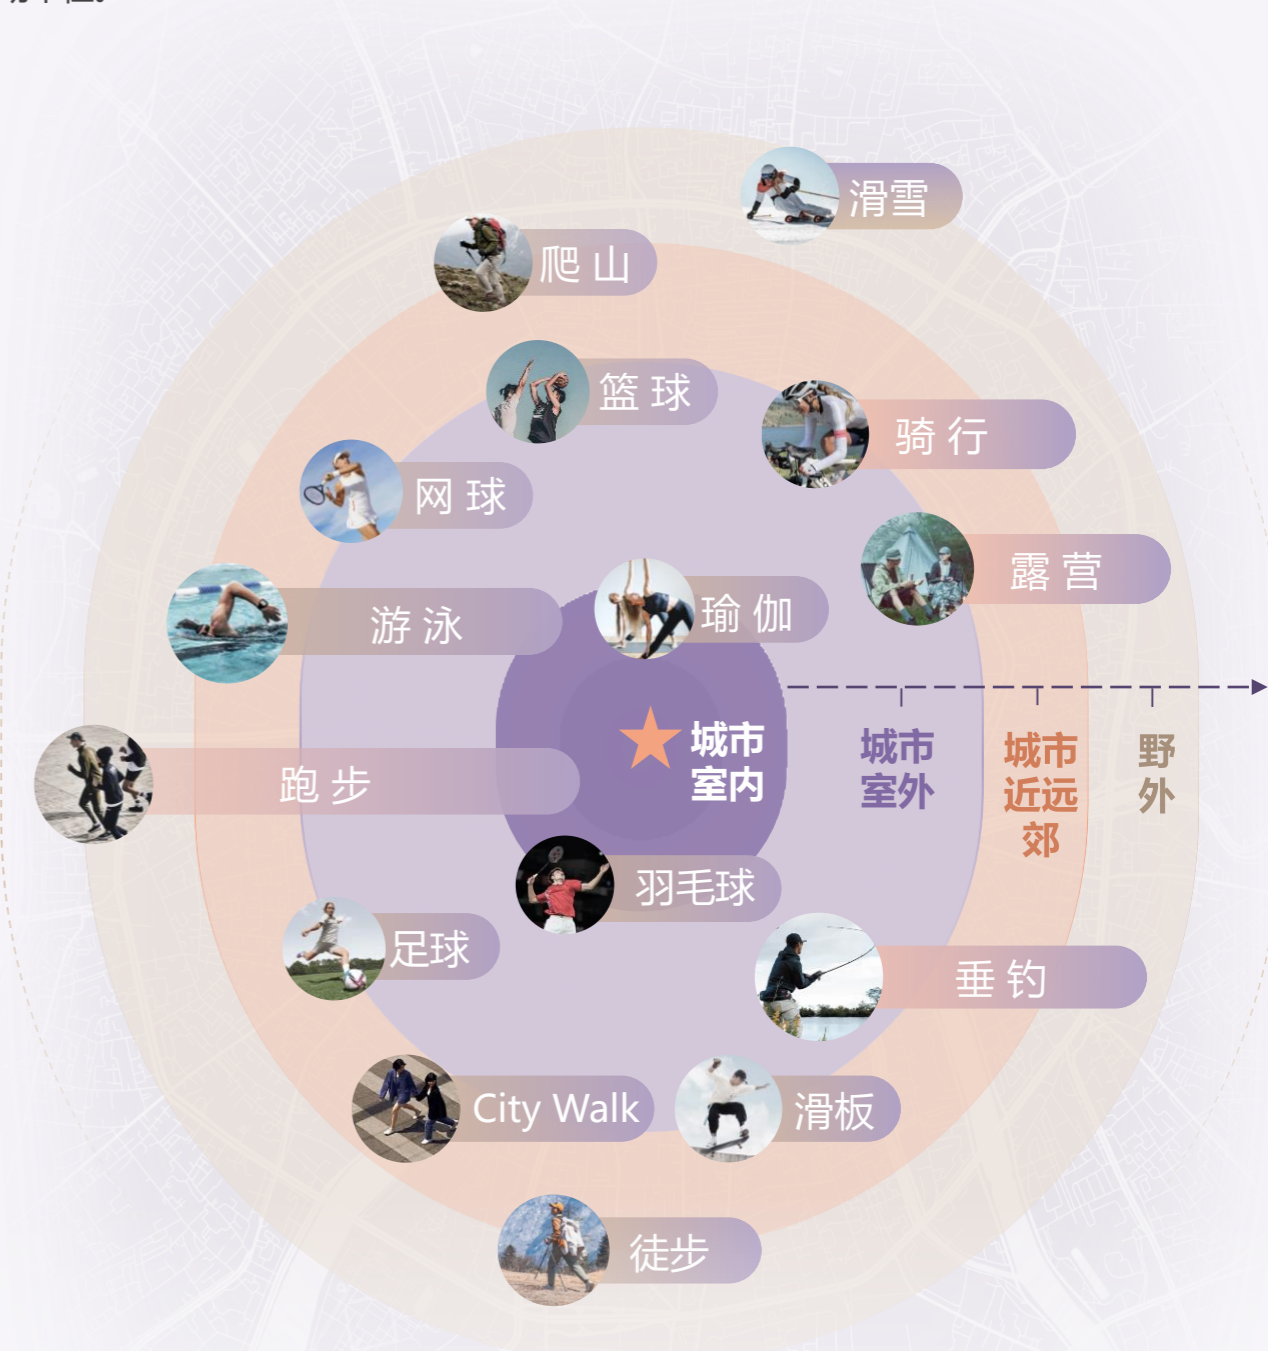 滑雪
爬山
篮球
骑行
网球
露营
瑜伽
游泳
城市
室内
城市
室外
城市
近远
郊
野
外
跑步
羽毛球
足球
垂钓
City Walk
滑板
徒步